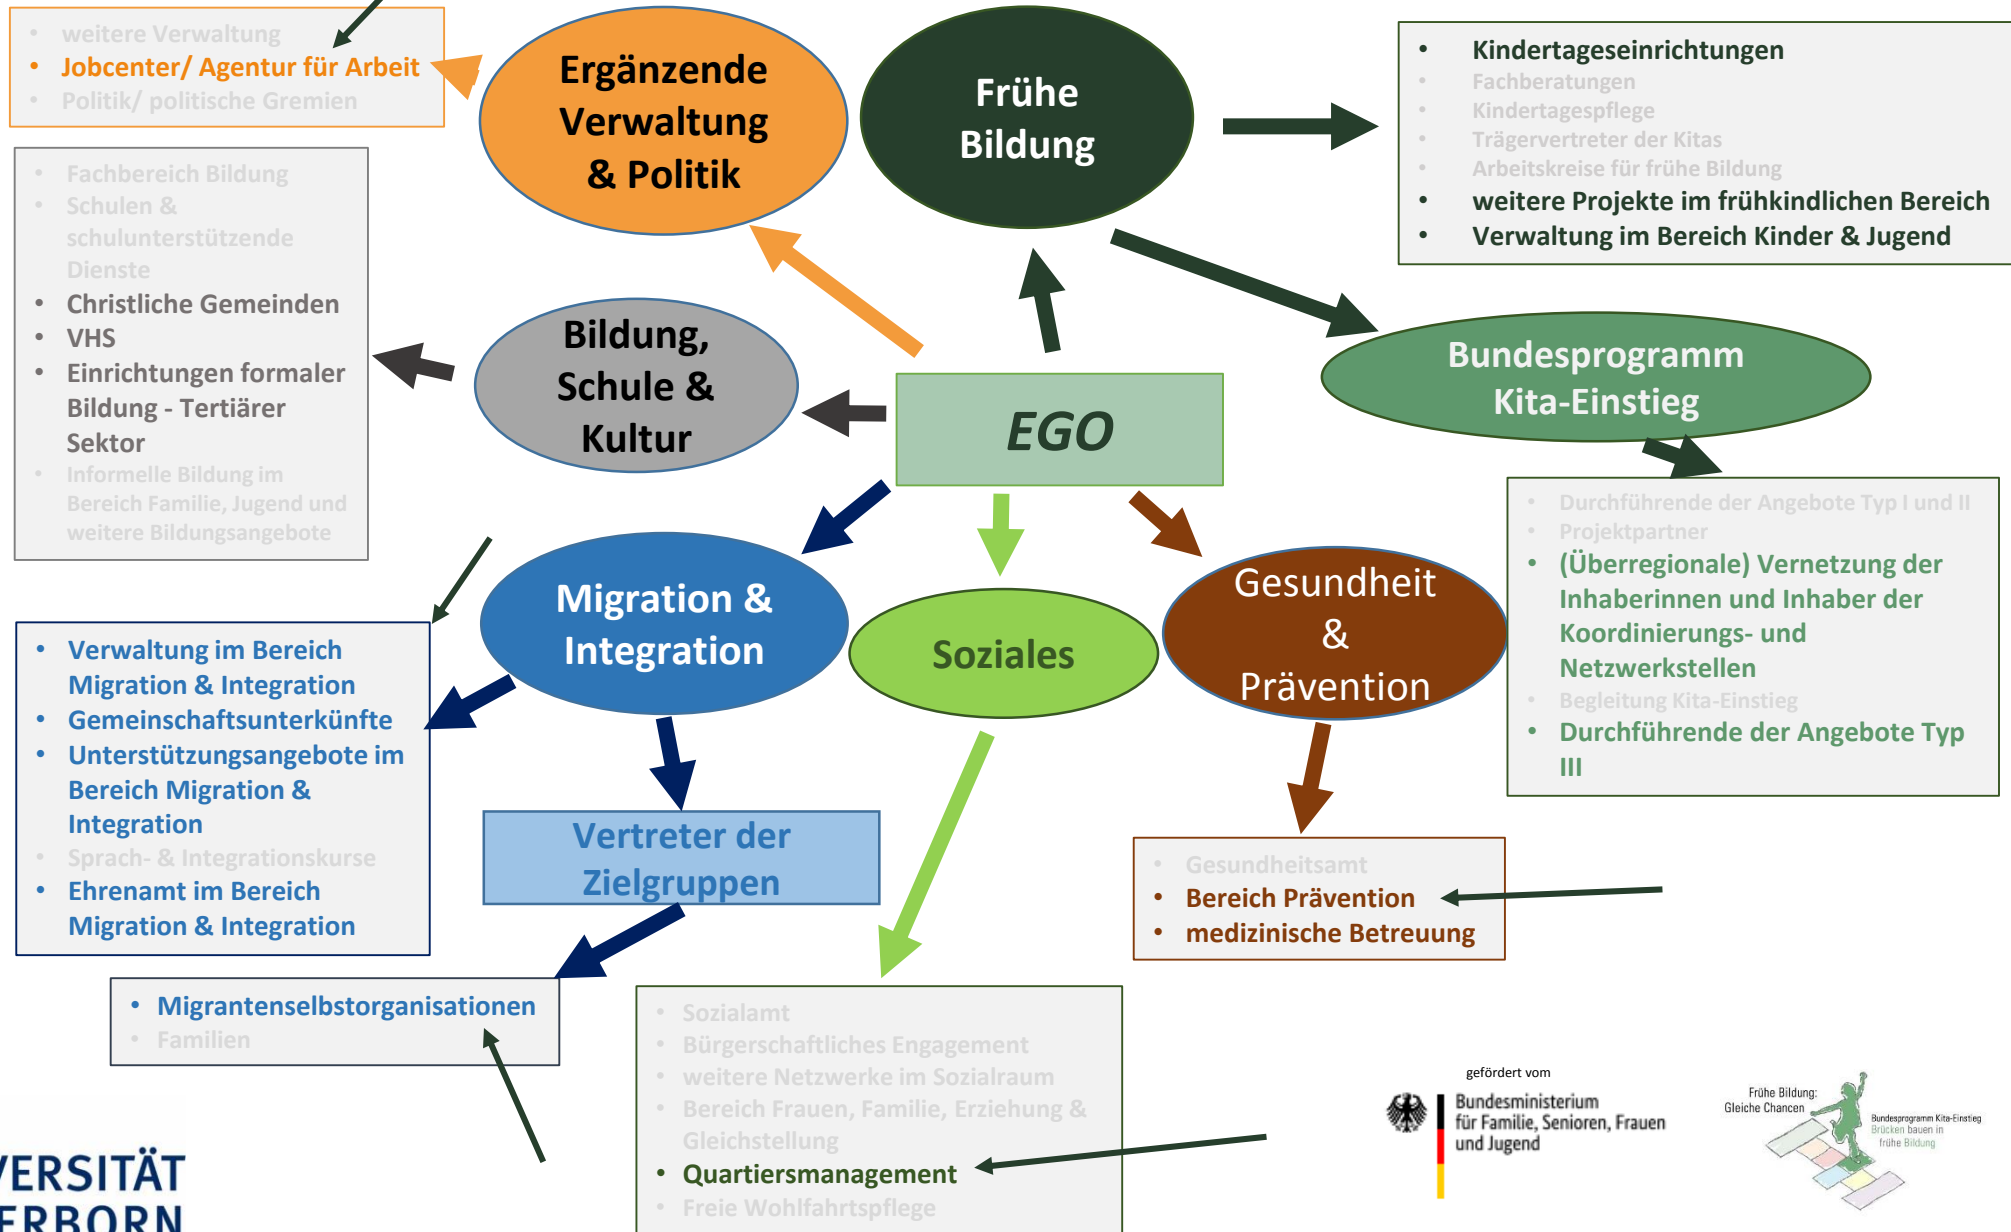 • weitere Verwaltung
• Jobcenter/ Agentur für Arbeit
• Politik/ politische Gremien
Ergänzende
Verwaltung
& Politik
Frühe
Bildung
• Kindertageseinrichtungen
• Fachberatungen
• Kindertagespflege
• Trägervertreter der Kitas
• Arbeitskreise für frühe Bildung
• weitere Projekte im frühkindlichen Bereich
• Verwaltung im Bereich Kinder & Jugend
• Fachbereich Bildung
• Schulen &
schulunterstützende
Dienste
• Christliche Gemeinden
• VHS
• Einrichtungen formaler
Bildung - Tertiärer
Sektor
• Informelle Bildung im
Bereich Familie, Jugend und
weitere Bildungsangebote
Bildung,
Schule &
Kultur
EGO
Bundesprogramm
Kita-Einstieg
• Durchführende der Angebote Typ I und II
• Projektpartner
• (Überregionale) Vernetzung der
Inhaberinnen und Inhaber der
Koordinierungs- und
Netzwerkstellen
• Begleitung Kita-Einstieg
• Durchführende der Angebote Typ
III
Migration &
Integration
Soziales
Gesundheit
&
Prävention
• Verwaltung im Bereich
Migration & Integration
• Gemeinschaftsunterkünfte
• Unterstützungsangebote im
Bereich Migration &
Integration
• Sprach- & Integrationskurse
• Ehrenamt im Bereich
Migration & Integration
Vertreter der
Zielgruppen
• Gesundheitsamt
• Bereich Prävention
• medizinische Betreuung
• Migrantenselbstorganisationen
• Familien
• Sozialamt
• Bürgerschaftliches Engagement
• weitere Netzwerke im Sozialraum
• Bereich Frauen, Familie, Erziehung &
Gleichstellung
• Quartiersmanagement
• Freie Wohlfahrtspflege
gefördert vom
Bundesministerium
für Familie, Senioren, Frauen
und Jugend
Frühe Bildung:
Gleiche Chancen
Bundesprogramm Kita-Einstieg
Brücken bauen in
frühe Bildung
VERSITÄT
ERBORN